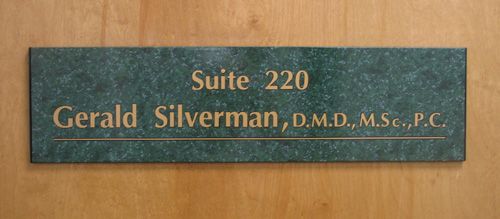 Suite 220
Gerald Silverman, D.M.D., M.Sc., P.C.